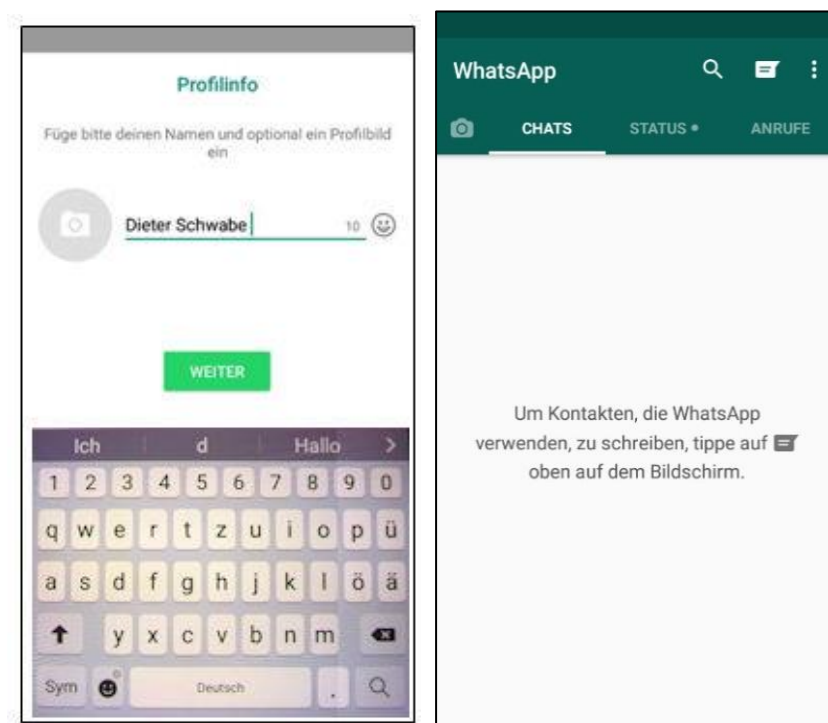 Profilinfo
Füge bitte deinen Namen und optional ein Profilbild
ein
Dieter Schwabe 10
WEITER
Ich d Hallo >
1 2 3 4 5 6 7 8 9 0
q w e r t z u i o p ü
a s d f g h j k l ö ä
y x c v b n m
Sym Deutsch .
WhatsApp
CHATS STATUS • ANRUFE
Um Kontakten, die WhatsApp
verwenden, zu schreiben, tippe auf
oben auf dem Bildschirm.